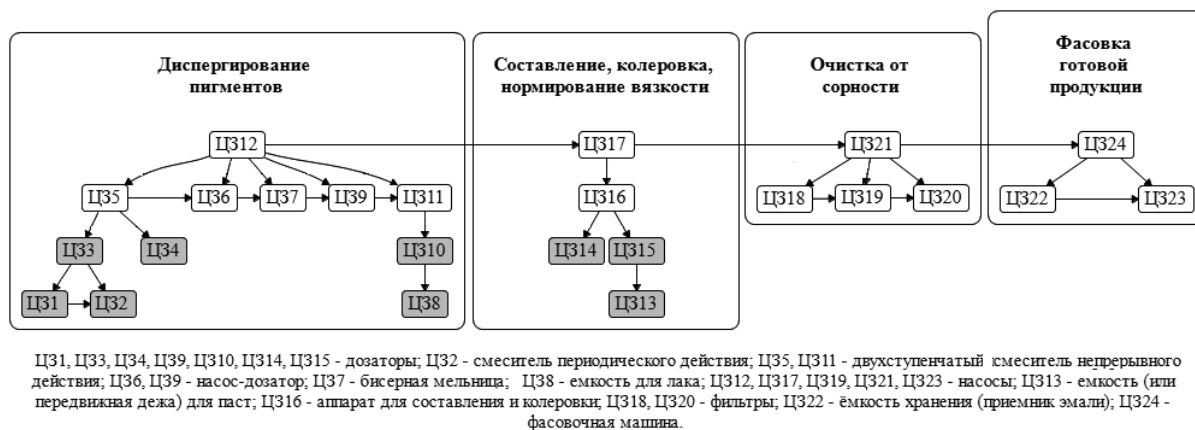 Диспергирование
пигментов
Составление, колеровка,
нормирование вязкости
Очистка от
сорности
Фасовка
готовой
продукции
ЦЗ12
ЦЗ17
ЦЗ21
ЦЗ24
ЦЗ5
ЦЗ6
ЦЗ7
ЦЗ9
ЦЗ11
ЦЗ16
ЦЗ18
ЦЗ19
ЦЗ20
ЦЗ22
ЦЗ23
ЦЗ3
ЦЗ4
ЦЗ10
ЦЗ14
ЦЗ15
ЦЗ1
ЦЗ2
ЦЗ8
ЦЗ13
ЦЗ1, ЦЗ3, ЦЗ4, ЦЗ9, ЦЗ10, ЦЗ14, ЦЗ15 - дозаторы; ЦЗ2 - смеситель периодического действия; ЦЗ5, ЦЗ11 - двухступенчатый смеситель непрерывного
действия; ЦЗ6, ЦЗ9 - насос-дозатор; ЦЗ7 - бисерная мельница; ЦЗ8 - емкость для лака; ЦЗ12, ЦЗ17, ЦЗ19, ЦЗ21, ЦЗ23 - насосы; ЦЗ13 - емкость (или
передвижная дежа) для паст; ЦЗ16 - аппарат для составления и колеровки; ЦЗ18, ЦЗ20 - фильтры; ЦЗ22 - ёмкость хранения (приемник эмали); ЦЗ24 -
фасовочная машина.